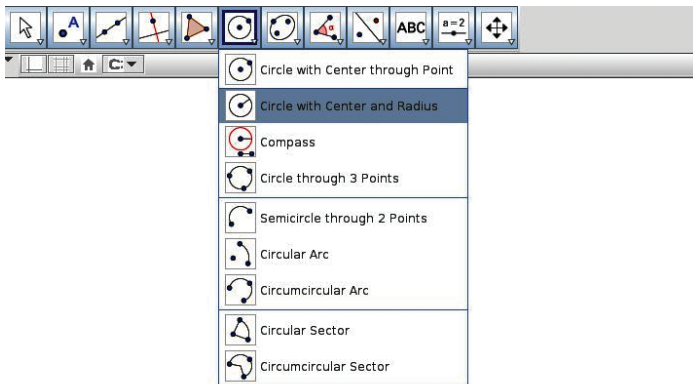 A
α
ABC
a=2
C:
Circle with Center through Point
Circle with Center and Radius
Compass
Circle through 3 Points
Semicircle through 2 Points
Circular Arc
Circumcircular Arc
Circular Sector
Circumcircular Sector